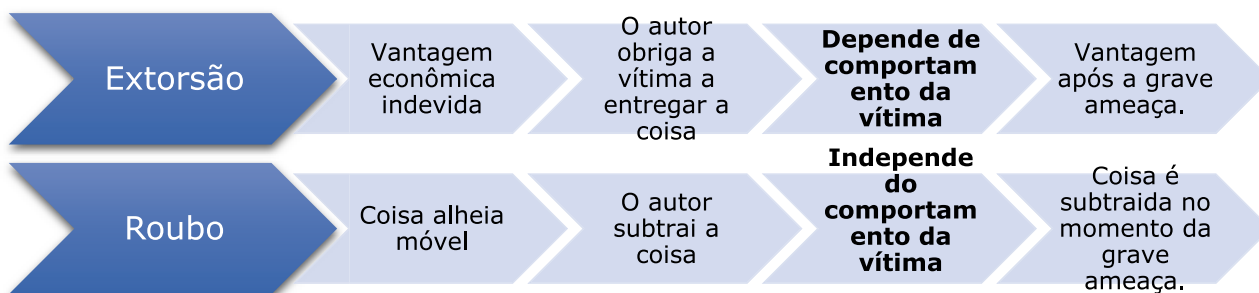 Extorsão
Vantagem
econômica
indevida
O autor
obriga a
vítima a
entregar a
coisa
Depende de
comportam
ento da
vítima
Vantagem
após a grave
ameaça.
Roubo
Coisa alheia
móvel
O autor
subtrai a
coisa
Independe
do
comportam
ento da
vítima
Coisa é
subtraida no
momento da
grave
ameaça.